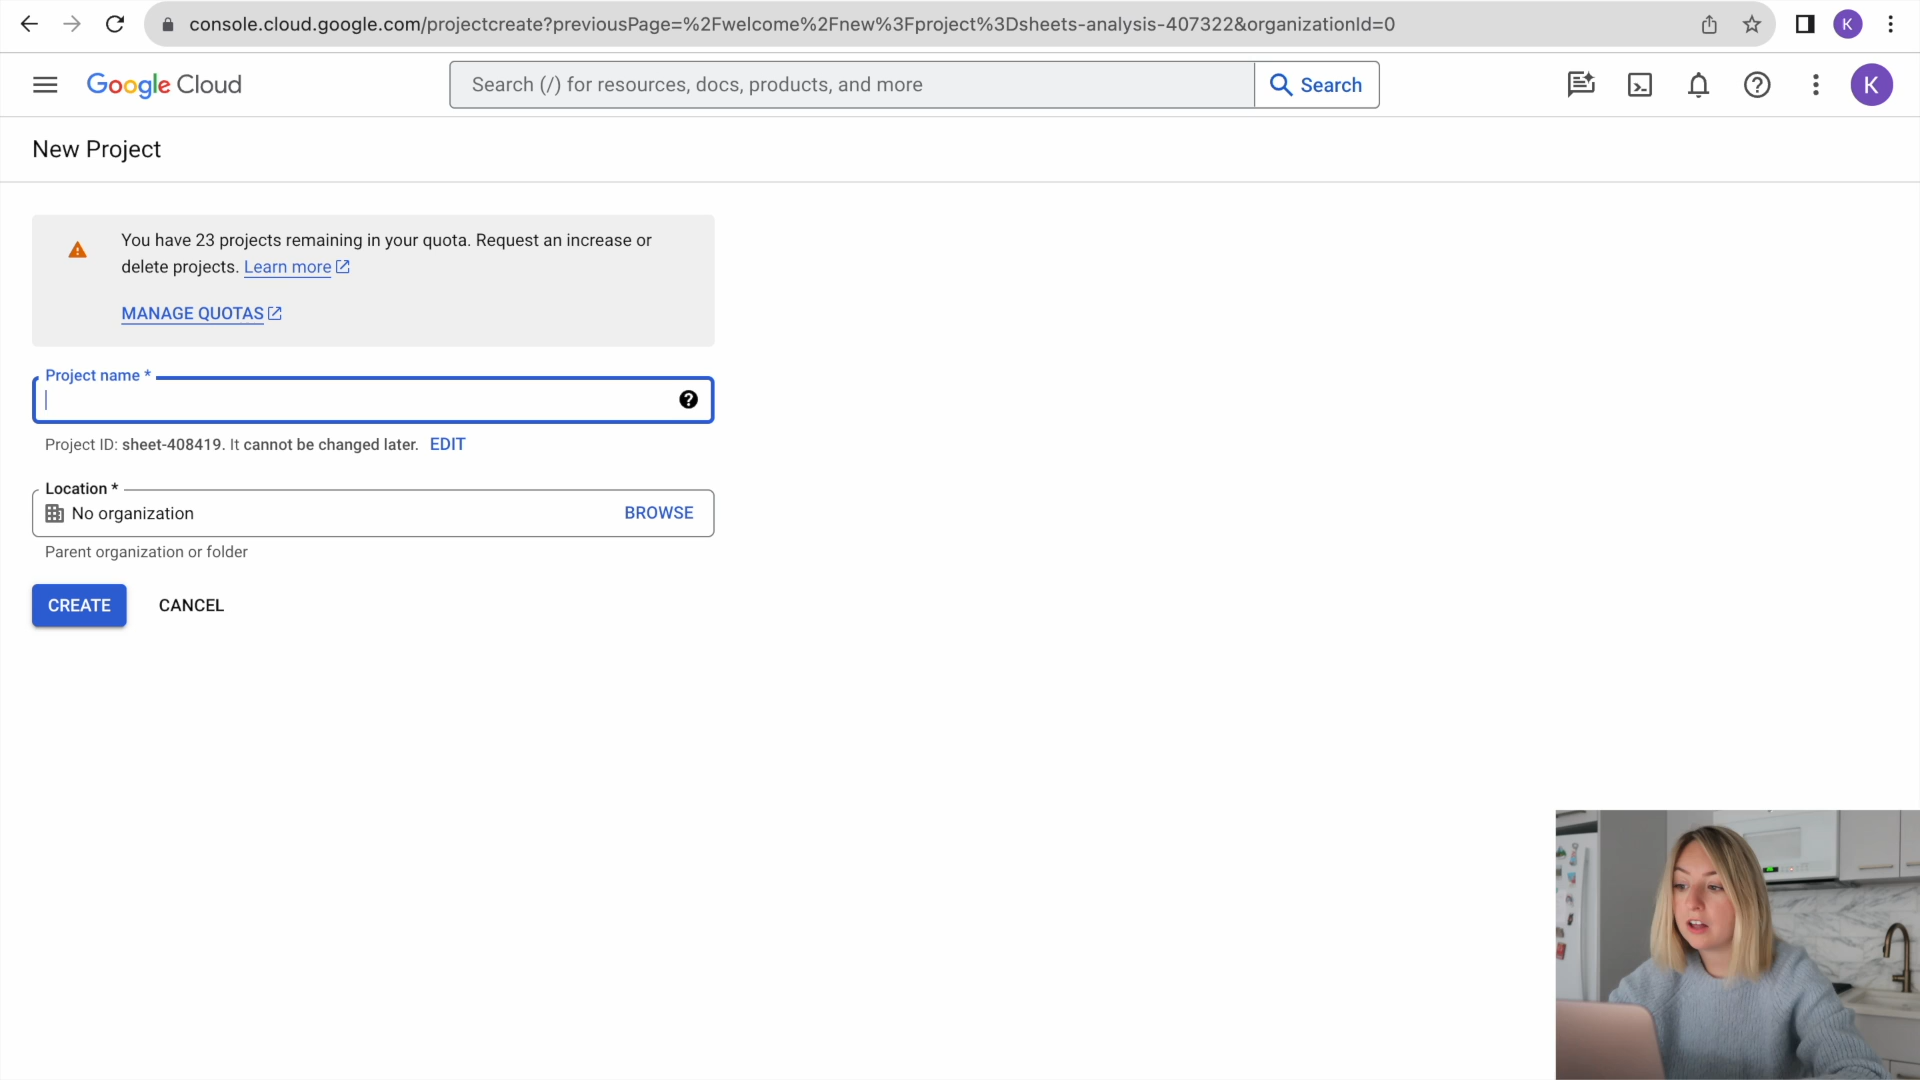 console.cloud.google.com/projectcreate?previousPage=%2Fwelcome%2Fnew%3Fproject%3Dsheets-analysis-407322&organizationId=0
K
Google Cloud
Search (/) for resources, docs, products, and more
Search
K
New Project
You have 23 projects remaining in your quota. Request an increase or
delete projects. Learn more
MANAGE QUOTAS
Project name *
Project ID: sheet-408419. It cannot be changed later. EDIT
Location *
No organization
BROWSE
Parent organization or folder
CREATE
CANCEL